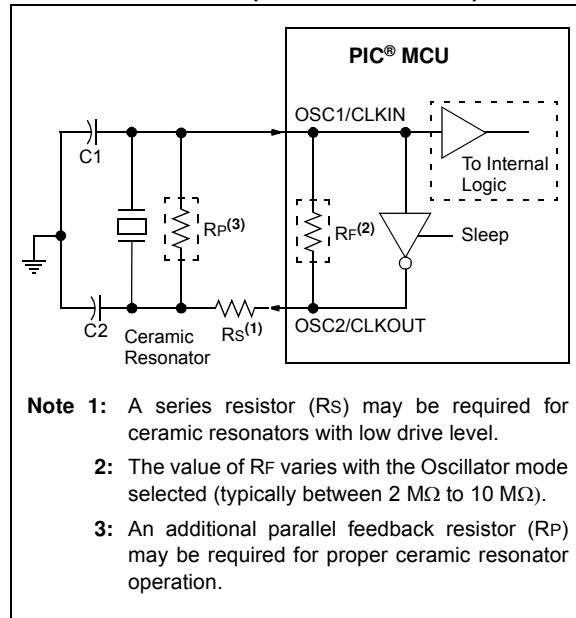 PIC® MCU
OSC1/CLKIN
C1
To Internal
Logic
RP(3)
RF(2)
Sleep
C2
Ceramic
Resonator
RS(1)
OSC2/CLKOUT
Note 1: A series resistor (RS) may be required for
ceramic resonators with low drive level.
2: The value of RF varies with the Oscillator mode
selected (typically between 2 MΩ to 10 MΩ).
3: An additional parallel feedback resistor (RP)
may be required for proper ceramic resonator
operation.